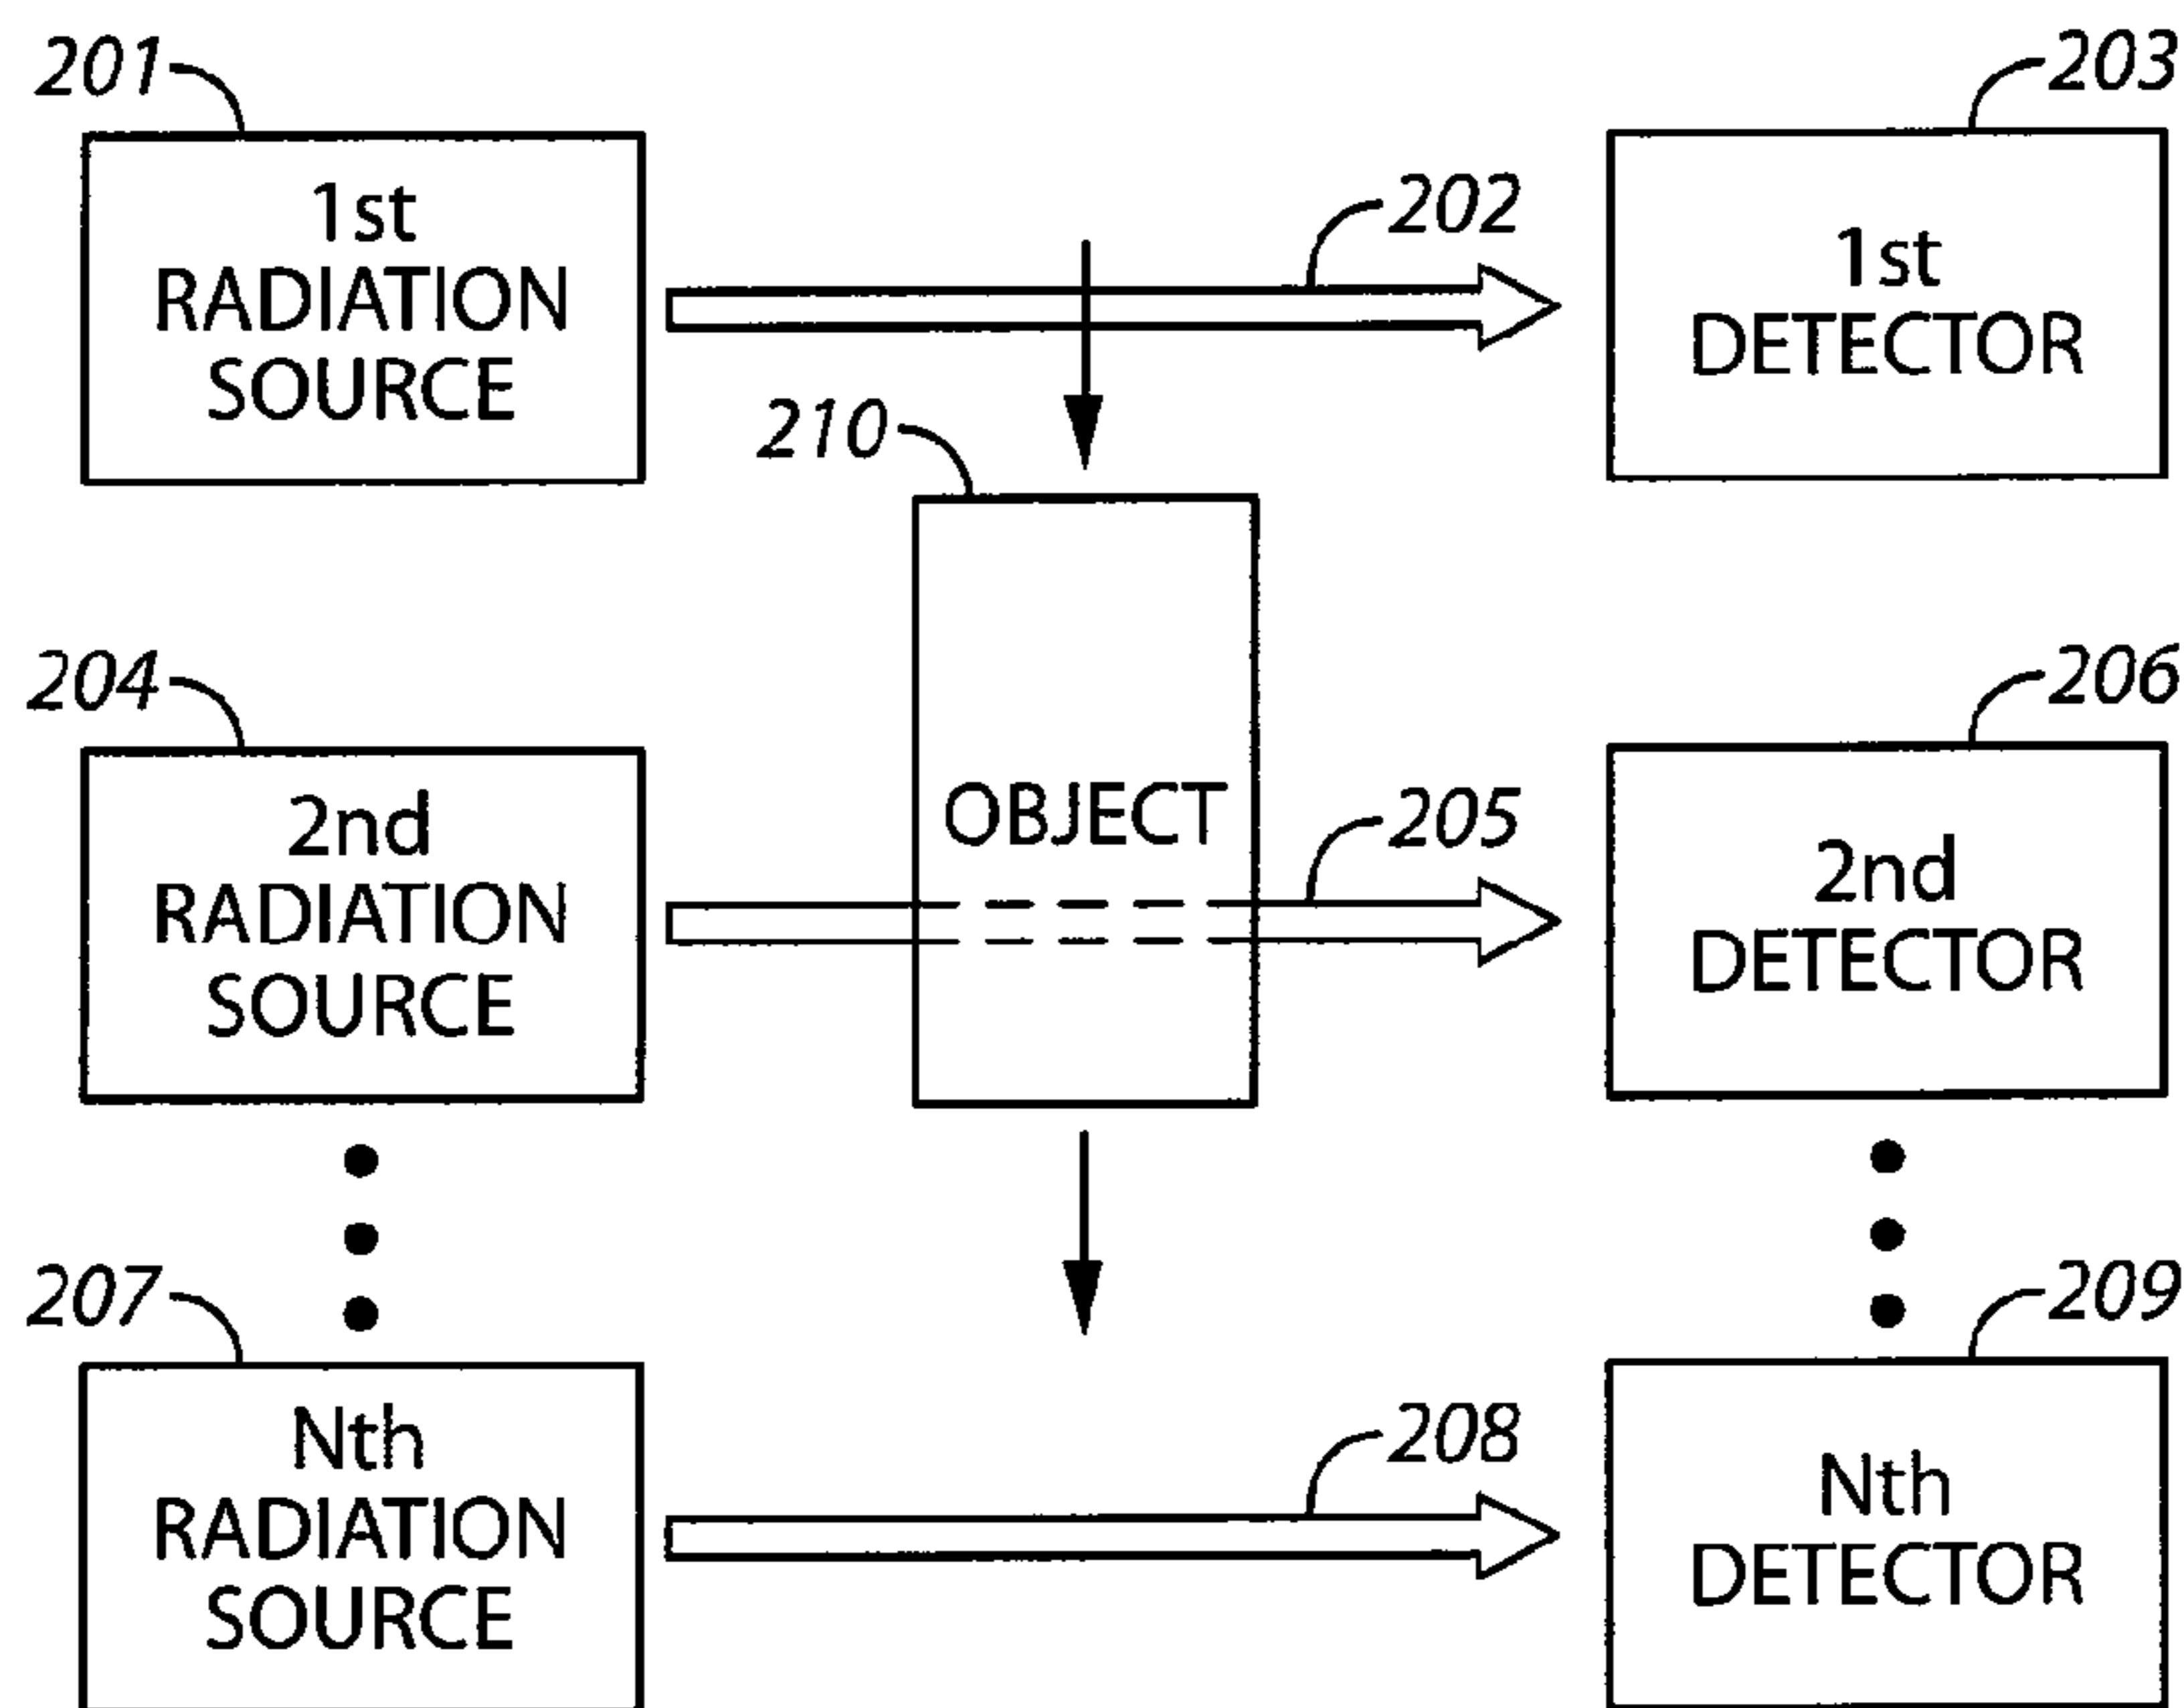 201
203
1st
RADIATION
SOURCE
202
1st
DETECTOR
210
204
206
2nd
RADIATION
SOURCE
OBJECT
205
2nd
DETECTOR
207
209
Nth
RADIATION
SOURCE
208
Nth
DETECTOR